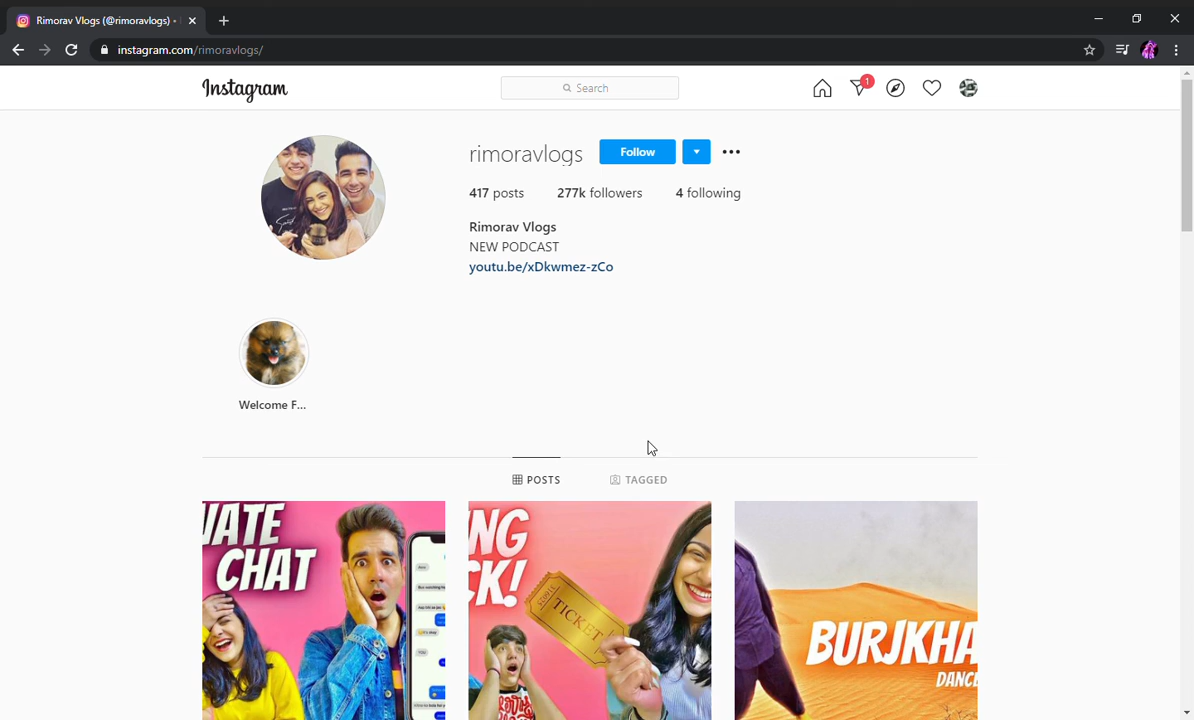 Rimorav Vlogs (@rimoravlogs) •
instagram.com/rimoravlogs/
Instagram
Search
1
rimoravlogs
Follow
417 posts 277k followers 4 following
Rimorav Vlogs
NEW PODCAST
youtu.be/xDkwmez-zCo
Welcome F...
POSTS TAGGED
VATE
CHAT
NG
CK!
TICKET
BURJKHA
DANCE